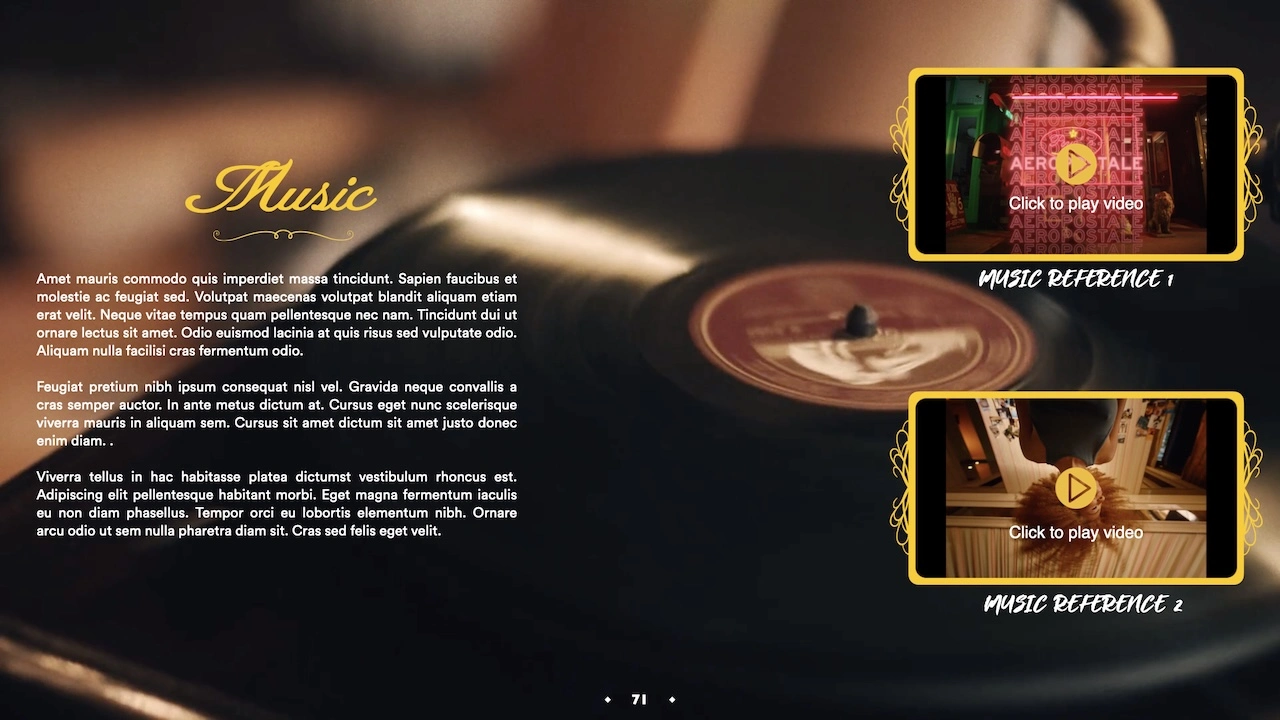 Music
Amet mauris commodo quis imperdiet massa tincidunt. Sapien faucibus et
molestie ac feugiat sed. Volutpat maecenas volutpat blandit aliquam etiam
erat velit. Neque vitae tempus quam pellentesque nec nam. Tincidunt dui ut
ornare lectus sit amet. Odio euismod lacinia at quis risus sed vulputate odio.
Aliquam nulla facilisi cras fermentum odio.
Feugiat pretium nibh ipsum consequat nisl vel. Gravida neque convallis a
cras semper auctor. In ante metus dictum at. Cursus eget nunc scelerisque
viverra mauris in aliquam sem. Cursus sit amet dictum sit amet justo donec
enim diam. .
Viverra tellus in hac habitasse platea dictumst vestibulum rhoncus est.
Adipiscing elit pellentesque habitant morbi. Eget magna fermentum iaculis
eu non diam phasellus. Tempor orci eu lobortis elementum nibh. Ornare
arcu odio ut sem nulla pharetra diam sit. Cras sed felis eget velit.
AEROPOSTALE
AEROPOSTALE
AEROPOSTALE
AEROPOSTALE
Click to play video
MUSIC REFERENCE 1
Click to play video
MUSIC REFERENCE 2
71